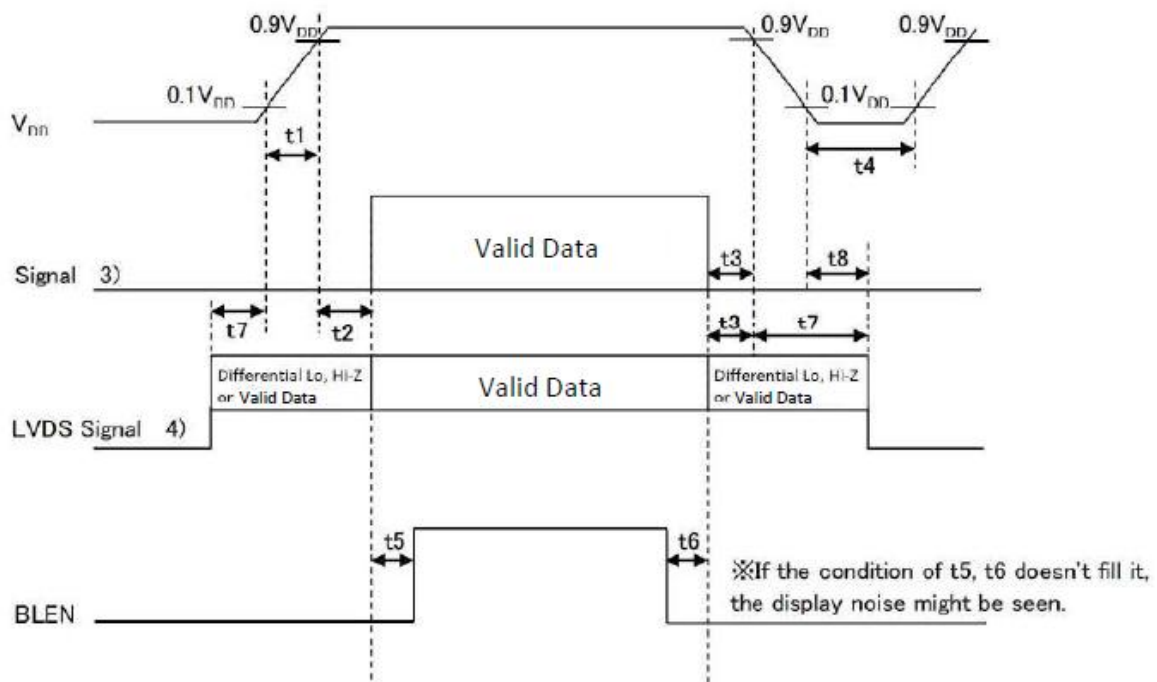 0.9VDD
0.9VDD
0.9VDD
0.1VDD
0.1VDD
VDD
t1
t4
Valid Data
Signal 3)
t3
t8
t7
t2
t3
t7
Differential Lo, Hi-Z
or Valid Data
Valid Data
Differential Lo, Hi-Z
or Valid Data
LVDS Signal 4)
t5
t6
※If the condition of t5, t6 doesn't fill it,
the display noise might be seen.
BLEN